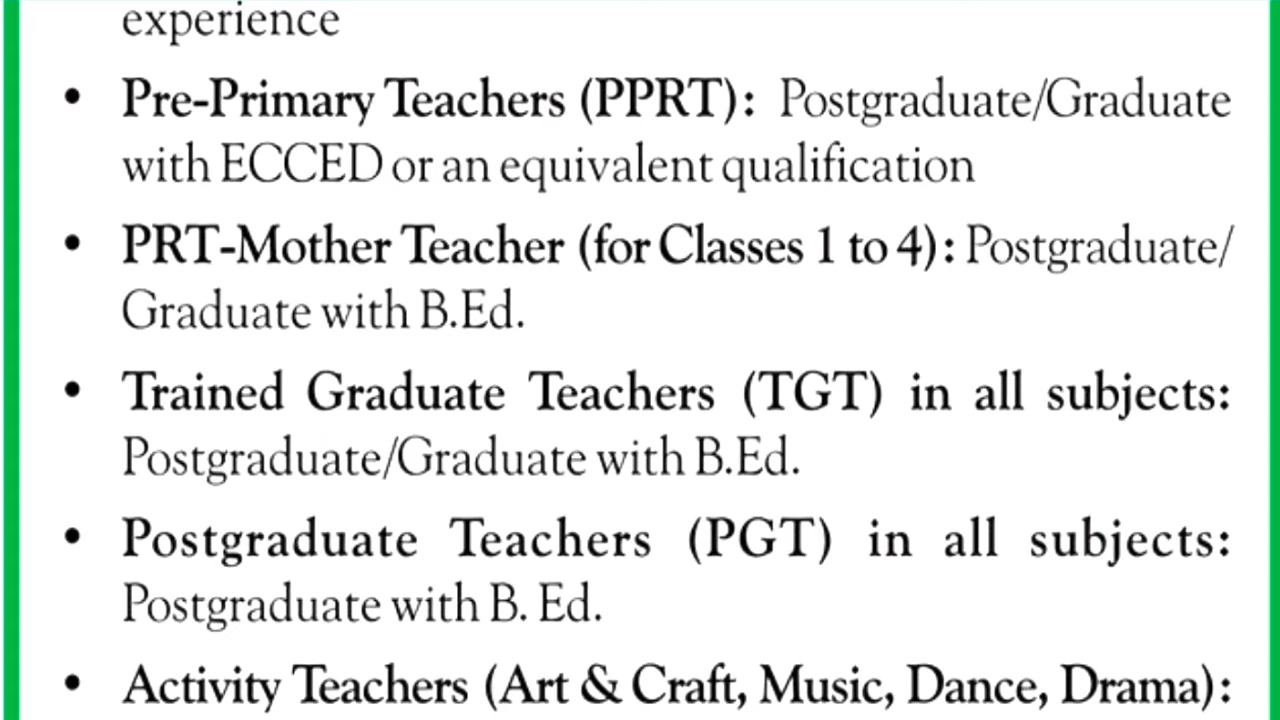 experience
• Pre-Primary Teachers (PPRT): Postgraduate/Graduate
with ECCED or an equivalent qualification
• PRT-Mother Teacher (for Classes 1 to 4): Postgraduate/
Graduate with B.Ed.
• Trained Graduate Teachers (TGT) in all subjects:
Postgraduate/Graduate with B.Ed.
• Postgraduate Teachers (PGT) in all subjects:
Postgraduate with B. Ed.
• Activity Teachers (Art & Craft, Music, Dance, Drama):